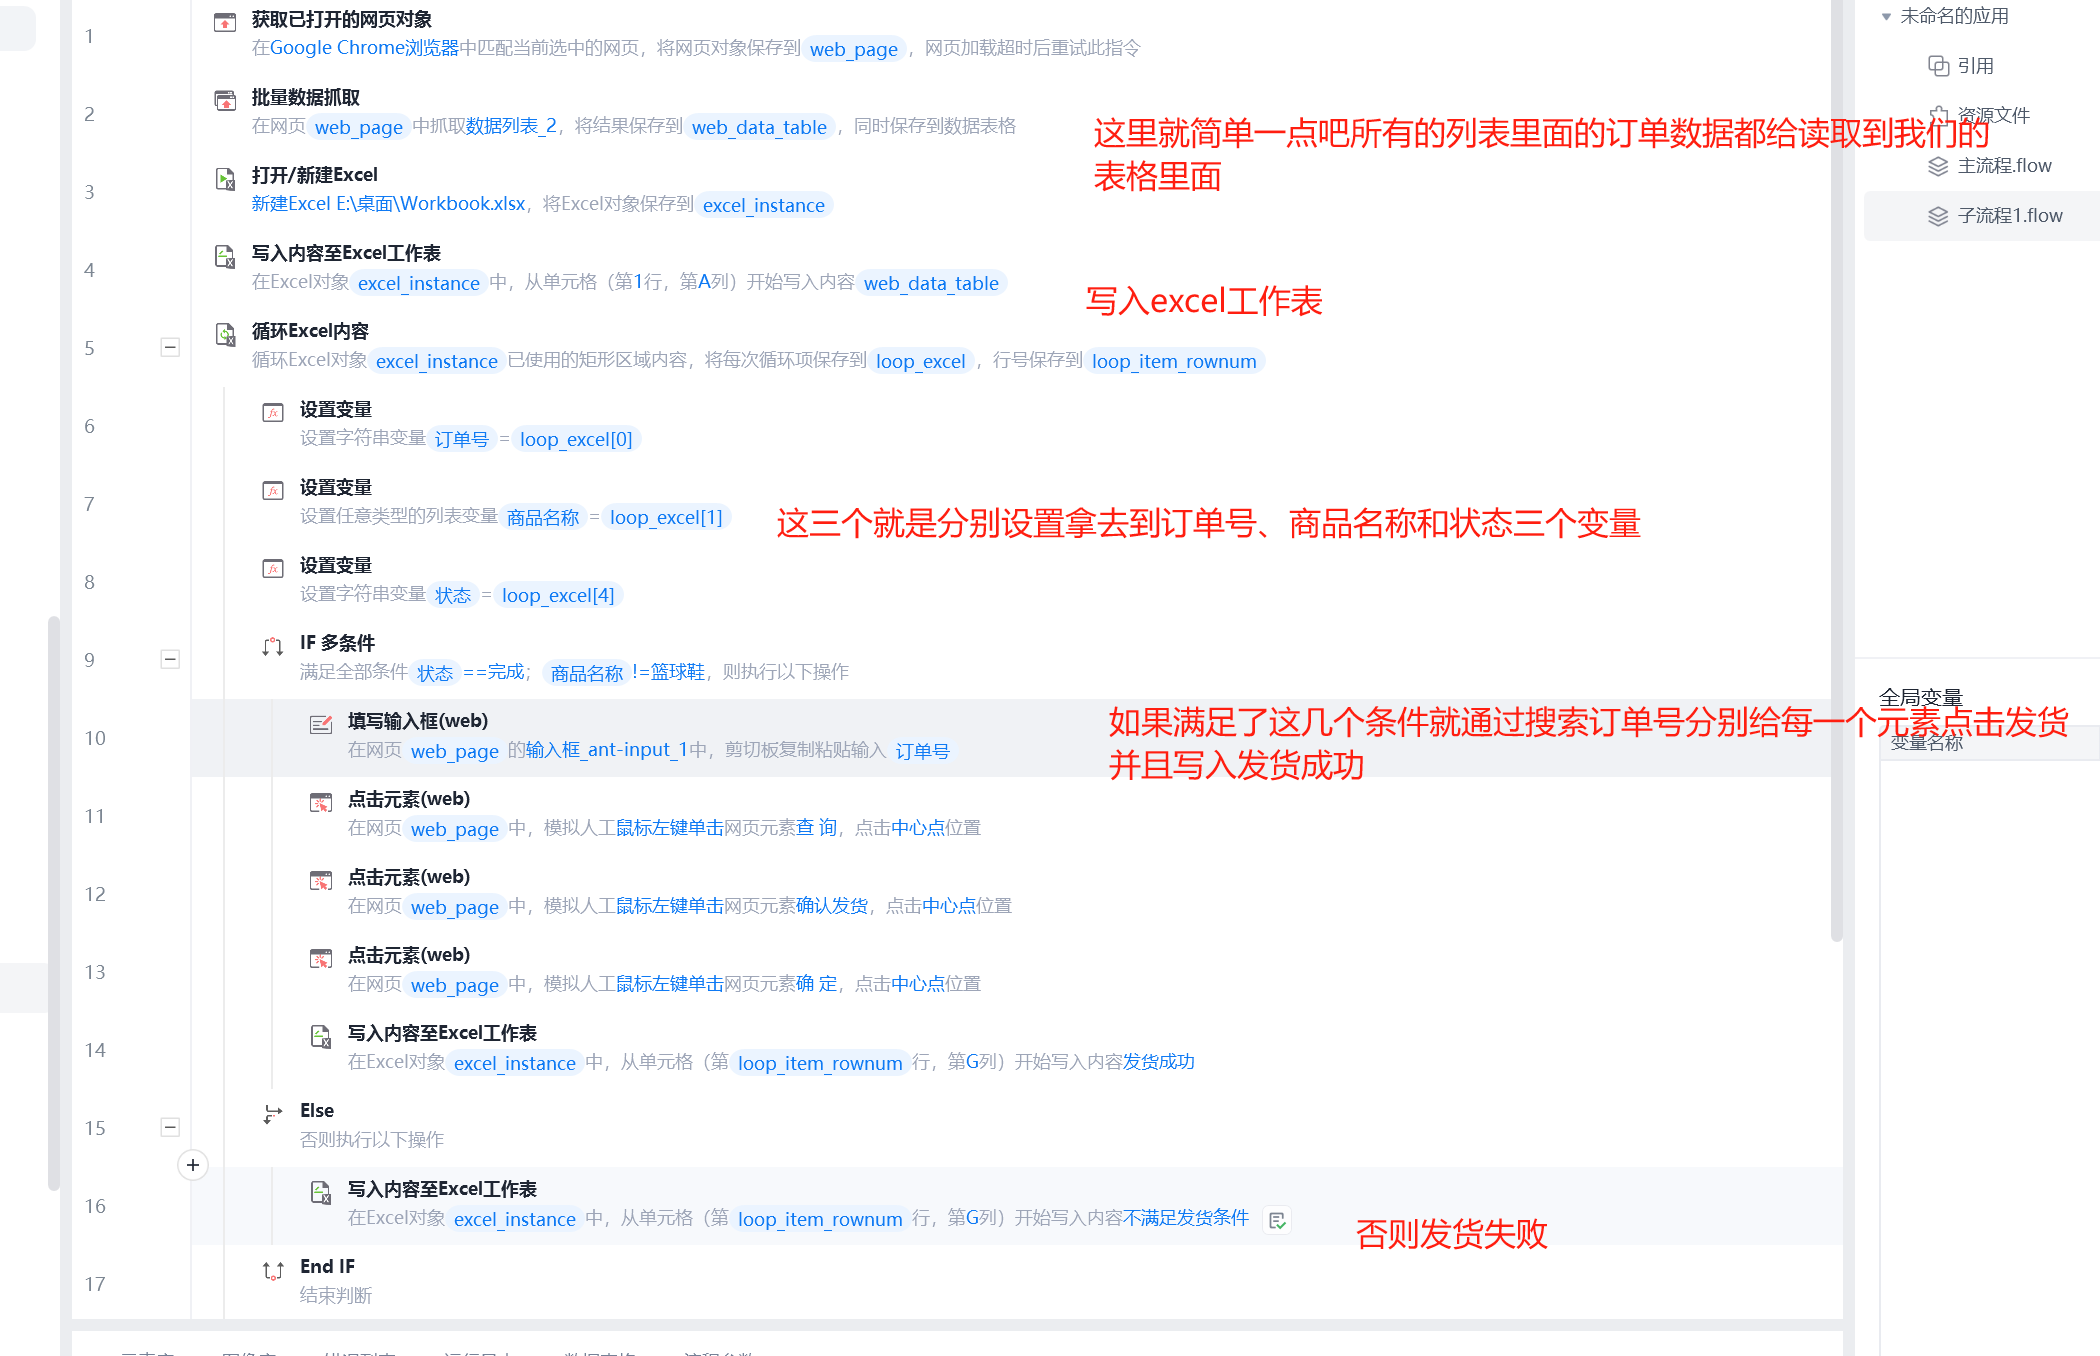 1
获取已打开的网页对象
在Google Chrome浏览器中匹配当前选中的网页，将网页对象保存到 web_page ，网页加载超时后重试此指令
2
批量数据抓取
在网页 web_page 中抓取数据列表_2，将结果保存到 web_data_table ，同时保存到数据表格
这里就简单一点吧所有的列表里面的订单数据都给读取到我们的
表格里面
3
打开/新建Excel
新建Excel E:\桌面\Workbook.xlsx，将Excel对象保存到 excel_instance
4
写入内容至Excel工作表
在Excel对象 excel_instance 中，从单元格（第1行，第A列）开始写入内容 web_data_table
写入excel工作表
5
循环Excel内容
循环Excel对象 excel_instance 已使用的矩形区域内容，将每次循环项保存到 loop_excel ，行号保存到 loop_item_rownum
6
设置变量
设置字符串变量 订单号 = loop_excel[0]
7
设置变量
设置任意类型的列表变量 商品名称 = loop_excel[1]
这三个就是分别设置拿去到订单号、商品名称和状态三个变量
8
设置变量
设置字符串变量 状态 = loop_excel[4]
9
IF 多条件
满足全部条件 状态 ==完成； 商品名称 !=篮球鞋，则执行以下操作
10
填写输入框(web)
在网页 web_page 的输入框_ant-input_1中，剪切板复制粘贴输入 订单号
如果满足了这几个条件就通过搜索订单号分别给每一个元素点击发货
并且写入发货成功
11
点击元素(web)
在网页 web_page 中，模拟人工鼠标左键单击网页元素查 询，点击中心点位置
12
点击元素(web)
在网页 web_page 中，模拟人工鼠标左键单击网页元素确认发货，点击中心点位置
13
点击元素(web)
在网页 web_page 中，模拟人工鼠标左键单击网页元素确 定，点击中心点位置
14
写入内容至Excel工作表
在Excel对象 excel_instance 中，从单元格（第 loop_item_rownum 行，第G列）开始写入内容发货成功
15
Else
否则执行以下操作
16
写入内容至Excel工作表
在Excel对象 excel_instance 中，从单元格（第 loop_item_rownum 行，第G列）开始写入内容不满足发货条件
否则发货失败
17
End IF
结束判断
未命名的应用
引用
资源文件
主流程.flow
子流程1.flow
全局变量
变量名称